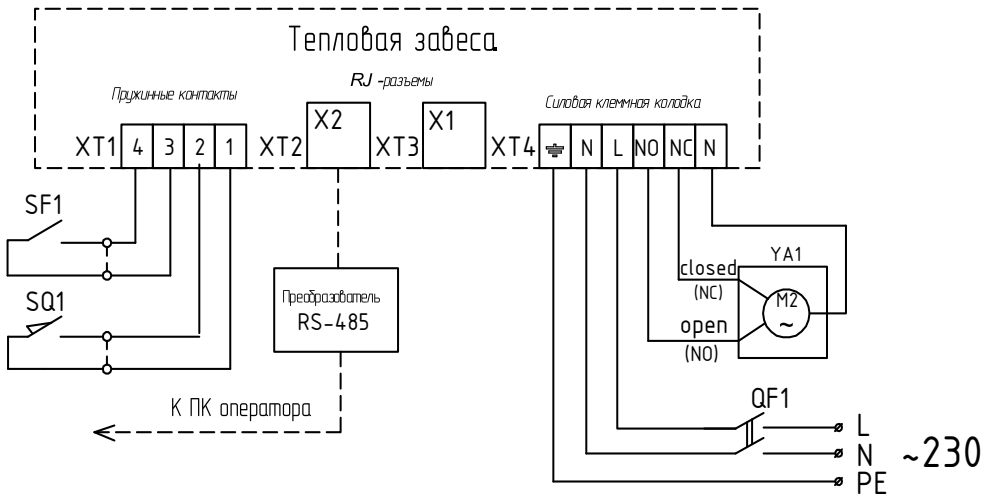 Тепловая завеса
RJ-разъемы
Пружинные контакты
Силовая клеммная колодка
XT1 4 3 2 1 XT2 X2 XT3 X1 XT4 N L NO NC N
SF1
SQ1
Преобразователь
RS-485
К ПК оператора
closed
(NC)
open
(NO)
YA1
M2
~
QF1
L
N
PE
~230